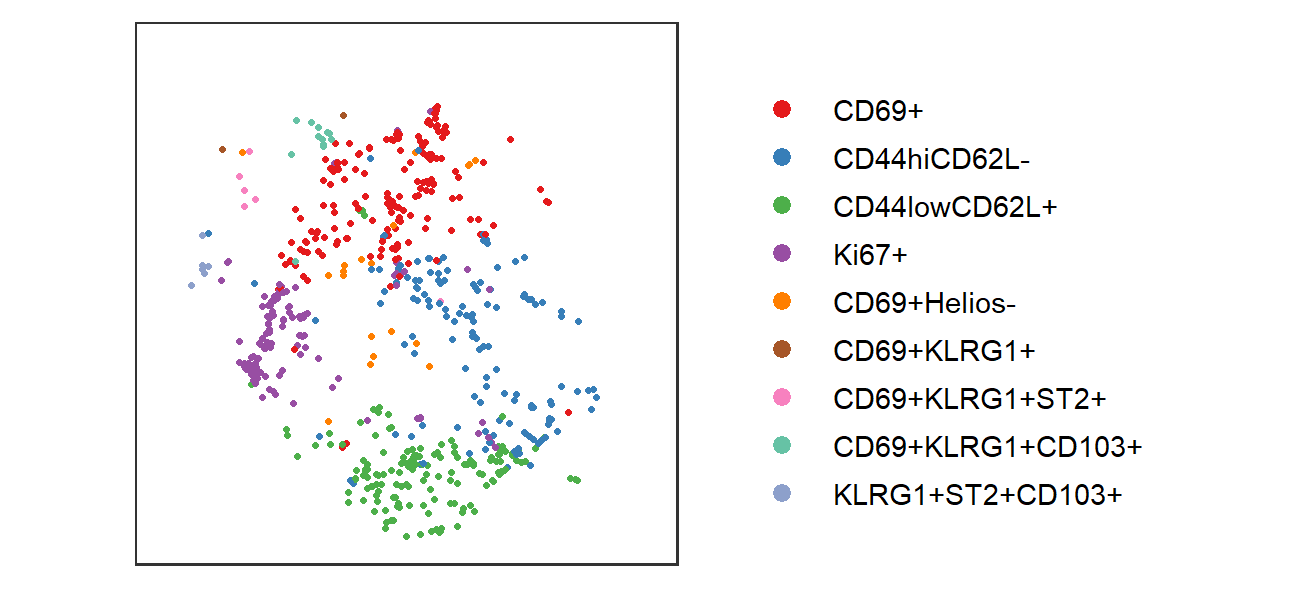 CD69+
CD44hiCD62L-
CD44lowCD62L+
Ki67+
CD69+Helios-
CD69+KLRG1+
CD69+KLRG1+ST2+
CD69+KLRG1+CD103+
KLRG1+ST2+CD103+